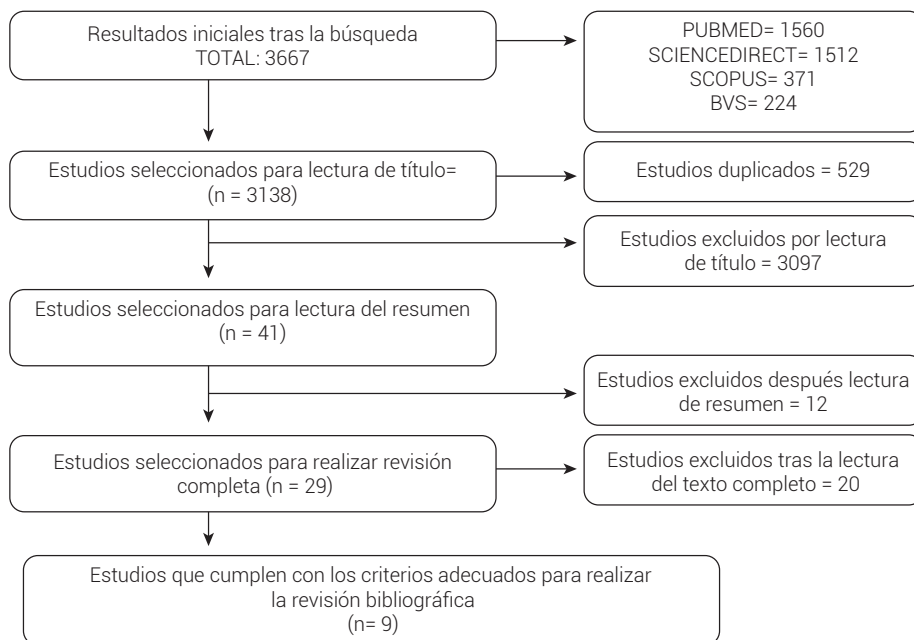 Resultados iniciales tras la búsqueda
TOTAL: 3667
PUBMED= 1560
SCIENCEDIRECT= 1512
SCOPUS= 371
BVS= 224
Estudios seleccionados para lectura de título=
(n = 3138)
Estudios duplicados = 529
Estudios excluidos por lectura
de título = 3097
Estudios seleccionados para lectura del resumen
(n = 41)
Estudios excluidos después lectura
de resumen = 12
Estudios seleccionados para realizar revisión
completa (n = 29)
Estudios excluidos tras la lectura
del texto completo = 20
Estudios que cumplen con los criterios adecuados para realizar
la revisión bibliográfica
(n= 9)